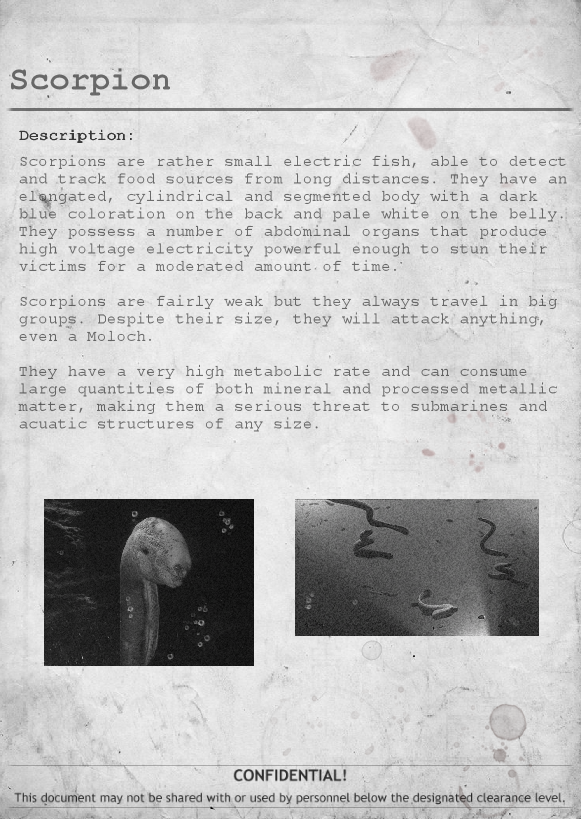 Scorpion
Description:
Scorpions are rather small electric fish, able to detect
and track food sources from long distances. They have an
elongated, cylindrical and segmented body with a dark
blue coloration on the back and pale white on the belly.
They possess a number of abdominal organs that produce
high voltage electricity powerful enough to stun their
victims for a moderated amount of time.
Scorpions are fairly weak but they always travel in big
groups. Despite their size, they will attack anything,
even a Moloch.
They have a very high metabolic rate and can consume
large quantities of both mineral and processed metallic
matter, making them a serious threat to submarines and
acuatic structures of any size.
CONFIDENTIAL!
This document may not be shared with or used by personnel below the designated clearance level.